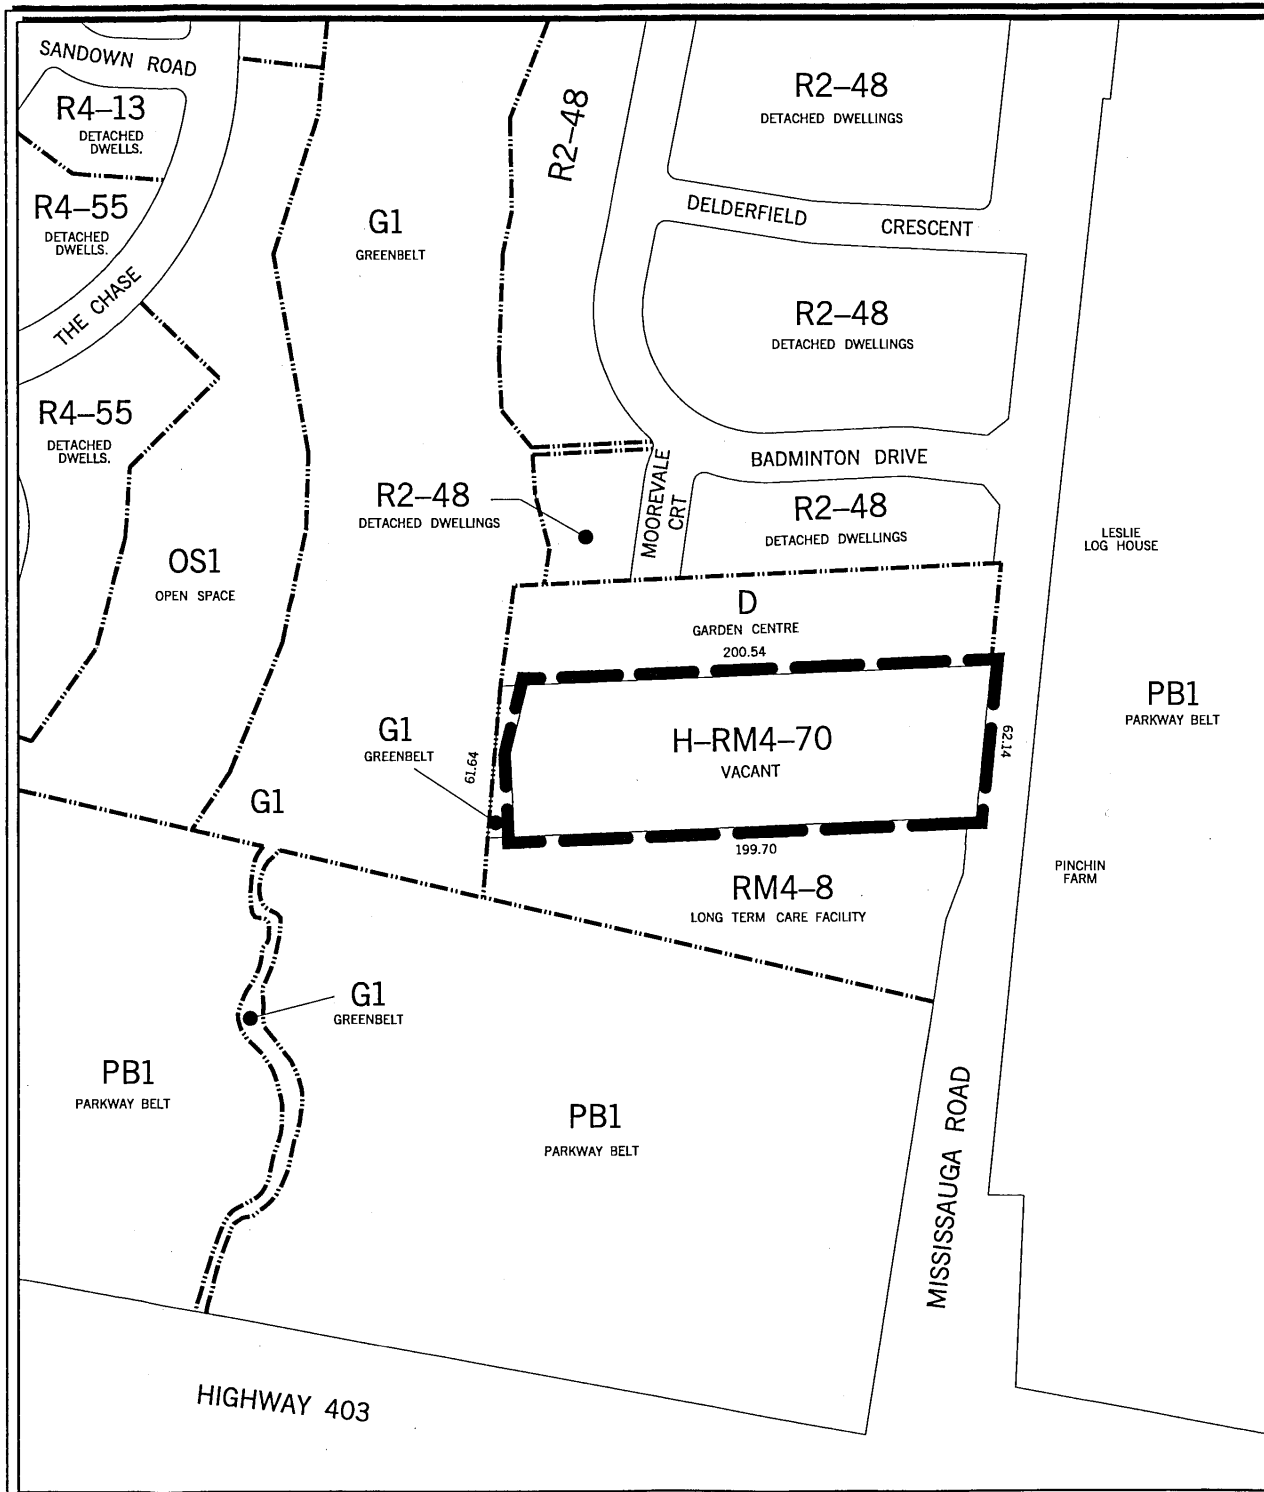 SANDOWN ROAD
R4–13
DETACHED
DWELLS.
R4–55
DETACHED
DWELLS.
THE CHASE
R4–55
DETACHED
DWELLS.
OS1
OPEN SPACE
G1
GREENBELT
R2–48
R2–48
DETACHED DWELLINGS
DELDERFIELD CRESCENT
R2–48
DETACHED DWELLINGS
BADMINTON DRIVE
R2–48
DETACHED DWELLINGS
MOOREVALE
CRT
R2–48
DETACHED DWELLINGS
LESLIE
LOG HOUSE
D
GARDEN CENTRE
200.54
H–RM4–70
VACANT
61.64
62.14
199.70
G1
GREENBELT
PB1
PARKWAY BELT
G1
RM4–8
LONG TERM CARE FACILITY
PINCHIN
FARM
G1
GREENBELT
PB1
PARKWAY BELT
PB1
PARKWAY BELT
MISSISSAUGA ROAD
HIGHWAY 403